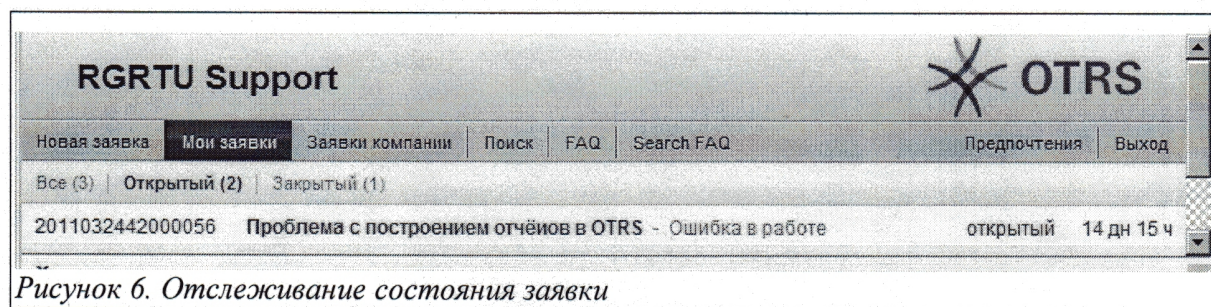 RGRTU Support
OTRS
Новая заявка Мои заявки Заявки компании Поиск FAQ Search FAQ Предпочтения Выход
Все (3) | Открытый (2) | Закрытый (1)
2011032442000056 Проблема с построением отчёиов в OTRS - Ошибка в работе открытый 14 дн 15 ч
Рисунок 6. Отслеживание состояния заявки